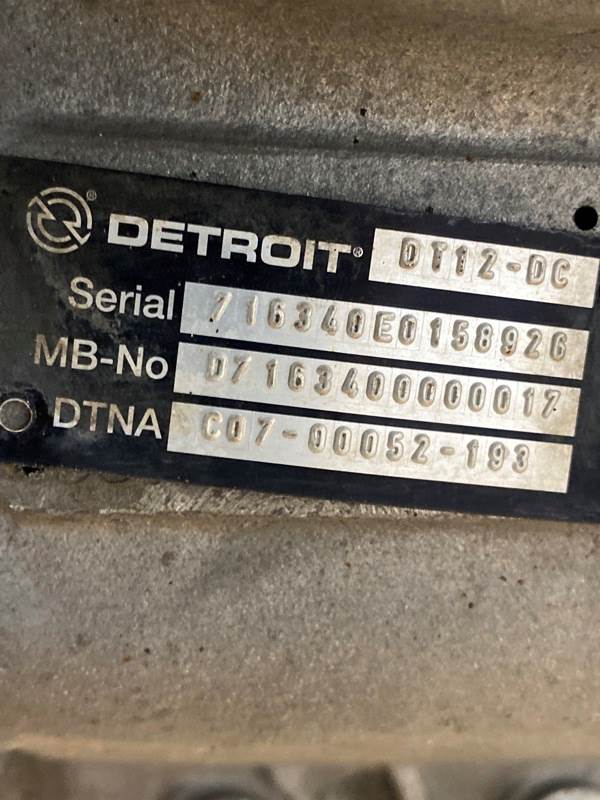 DETROIT® DT12-DC
Serial 716340E0158926
MB-No D7163400000017
DTNA C07-00052-193